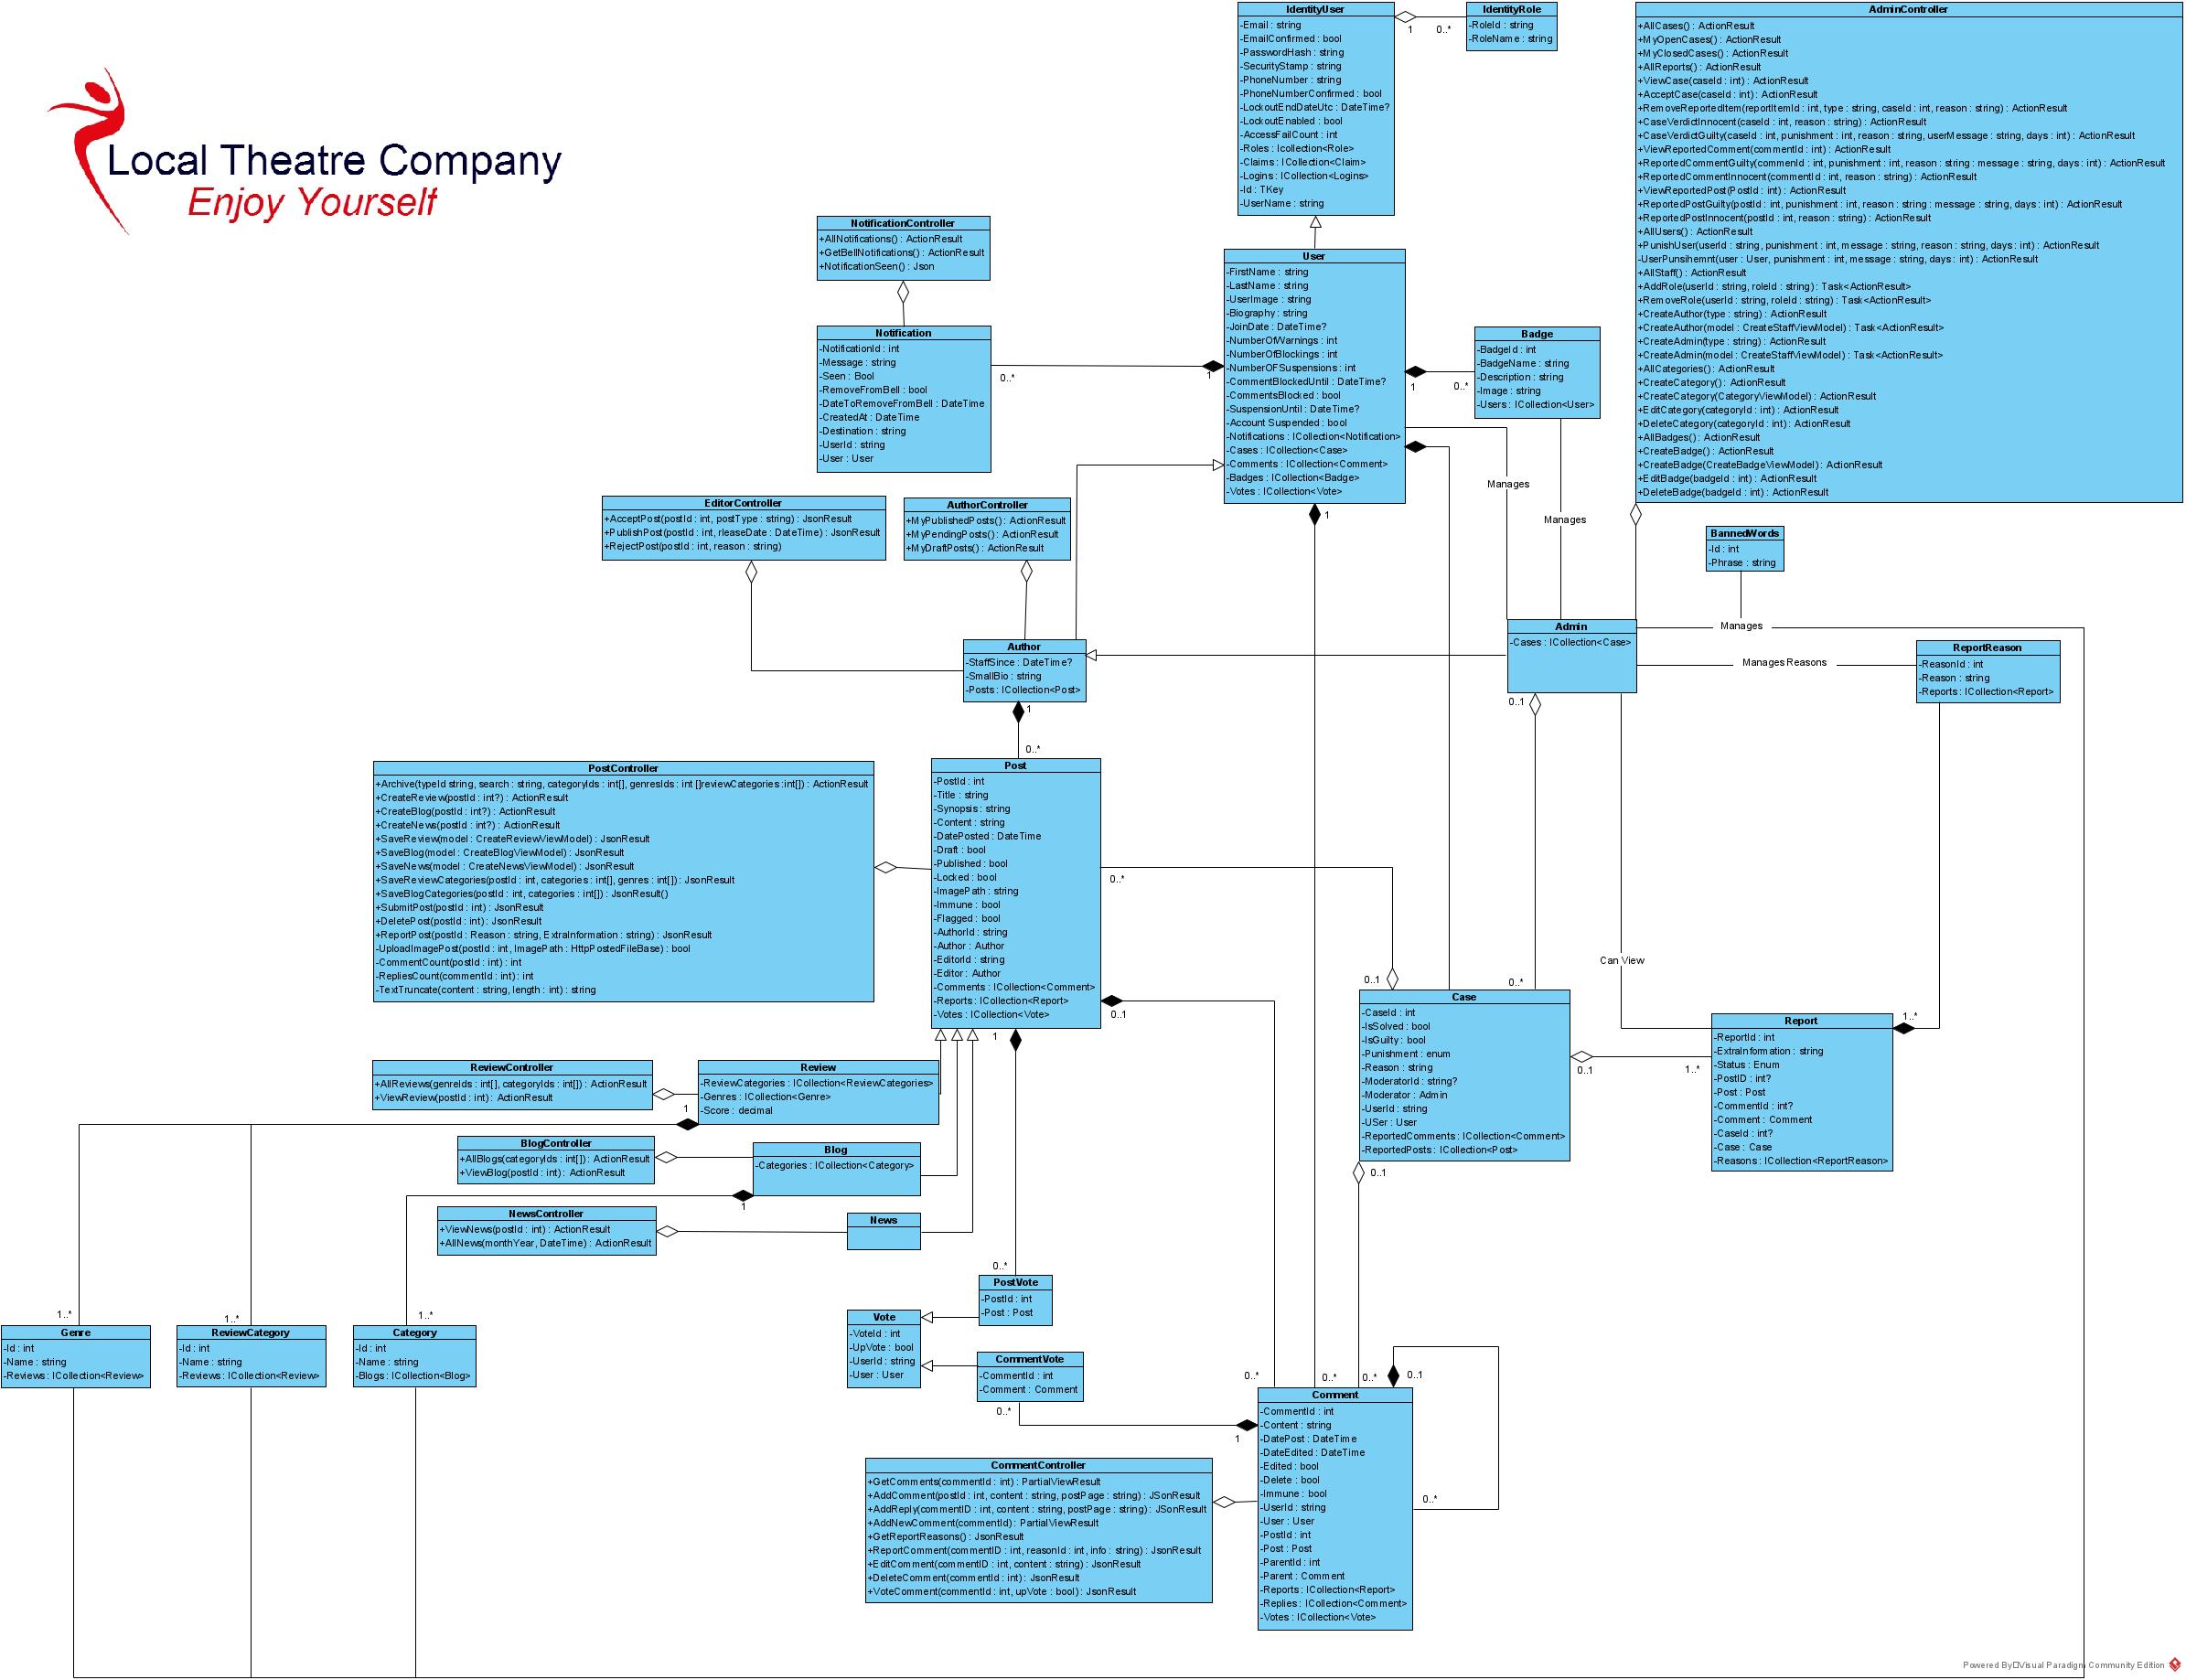 Local Theatre Company
Enjoy Yourself
IdentityUser
-Email : string
-EmailConfirmed : bool
-PasswordHash : string
-SecurityStamp : string
-PhoneNumber : string
-PhoneNumberConfirmed : bool
-LockoutEndDateUtc : DateTime?
-LockoutEnabled : bool
-AccessFailCount : int
-Roles : Icollection<Role>
-Claims : ICollection<Claim>
-Logins : ICollection<Logins>
-Id : TKey
-UserName : string
1
0..*
IdentityRole
-RoleId : string
-RoleName : string
AdminController
+AllCases() : ActionResult
+MyOpenCases() : ActionResult
+MyClosedCases() : ActionResult
+AllReports() : ActionResult
+ViewCase(caseId : int) : ActionResult
+AcceptCase(caseId : int) : ActionResult
+RemoveReportedItem(reportItemId : int, type : string, caseId : int, reason : string) : ActionResult
+CaseVerdictInnocent(caseId : int, reason : string) : ActionResult
+CaseVerdictGuilty(caseId : int, punishment : int, reason : string, userMessage : string, days : int) : ActionResult
+ViewReportedComment(commentId : int) : ActionResult
+ReportedCommentGuilty(commenId : int, punishment : int, reason : string : message : string, days : int) : ActionResult
+ReportedCommentInnocent(commentId : int, reason : string) : ActionResult
+ViewReportedPost(PostId : int) : ActionResult
+ReportedPostGuilty(postId : int, punishment : int, reason : string : message : string, days : int) : ActionResult
+ReportedPostInnocent(postId : int, reason : string) : ActionResult
+AllUsers() : ActionResult
+PunishUser(userId : string, punishment : int, message : string, reason : string, days : int) : ActionResult
-UserPunsihemnt(user : User, punishment : int, message : string, days : int) : ActionResult
+AllStaff() : ActionResult
+AddRole(userId : string, roleId : string) : Task<ActionResult>
+RemoveRole(userId : string, roleId : string) : Task<ActionResult>
+CreateAuthor(type : string) : ActionResult
+CreateAuthor(model : CreateStaffViewModel) : Task<ActionResult>
+CreateAdmin(type : string) : ActionResult
+CreateAdmin(model : CreateStaffViewModel) : Task<ActionResult>
+AllCategories() : ActionResult
+CreateCategory() : ActionResult
+CreateCategory(CategoryViewModel) : ActionResult
+EditCategory(categoryId : int) : ActionResult
+DeleteCategory(categoryId : int) : ActionResult
+AllBadges() : ActionResult
+CreateBadge() : ActionResult
+CreateBadge(CreateBadgeViewModel) : ActionResult
+EditBadge(badgeId : int) : ActionResult
+DeleteBadge(badgeId : int) : ActionResult
NotificationController
+AllNotifications() : ActionResult
+GetBellNotifications() : ActionResult
+NotificationSeen() : Json
Notification
-NotificationId : int
-Message : string
-Seen : Bool
-RemoveFromBell : bool
-DateToRemoveFromBell : DateTime
-CreatedAt : DateTime
-Destination : string
-UserId : string
-User : User
0..*
1
User
-FirstName : string
-LastName : string
-UserImage : string
-Biography : string
-JoinDate : DateTime?
-NumberOfWarnings : int
-NumberOfBlockings : int
-NumberOFSuspensions : int
-CommentBlockedUntil : DateTime?
-CommentsBlocked : bool
-SuspensionUntil : DateTime?
-Account Suspended : bool
-Notifications : ICollection<Notification>
-Cases : ICollection<Case>
-Comments : ICollection<Comment>
-Badges : ICollection<Badge>
-Votes : ICollection<Vote>
1
0..*
1
Badge
-BadgeId : int
-BadgeName : string
-Description : string
-Image : string
-Users : ICollection<User>
Manages
Manages
EditorController
+AcceptPost(postId : int, postType : string) : JsonResult
+PublishPost(postId : int, rleaseDate : DateTime) : JsonResult
+RejectPost(postId : int, reason : string)
AuthorController
+MyPublishedPosts() : ActionResult
+MyPendingPosts() : ActionResult
+MyDraftPosts() : ActionResult
BannedWords
-Id : int
-Phrase : string
Manages
Admin
-Cases : ICollection<Case>
0..1
Manages Reasons
ReportReason
-ReasonId : int
-Reason : string
-Reports : ICollection<Report>
Author
-StaffSince : DateTime?
-SmallBio : string
-Posts : ICollection<Post>
1
0..*
PostController
+Archive(typeId string, search : string, categoryIds : int[], genresIds : int []reviewCategories :int[]) : ActionResult
+CreateReview(postId : int?) : ActionResult
+CreateBlog(postId : int?) : ActionResult
+CreateNews(postId : int?) : ActionResult
+SaveReview(model : CreateReviewViewModel) : JsonResult
+SaveBlog(model : CreateBlogViewModel) : JsonResult
+SaveNews(model : CreateNewsViewModel) : JsonResult
+SaveReviewCategories(postId : int, categories : int[], genres : int[]) : JsonResult
+SaveBlogCategories(postId : int, categories : int[]) : JsonResult()
+SubmitPost(postId : int) : JsonResult
+DeletePost(postId : int) : JsonResult
+ReportPost(postId : Reason : string, ExtraInformation : string) : JsonResult
-UploadImagePost(postId : int, ImagePath : HttpPostedFileBase) : bool
-CommentCount(postId : int) : int
-RepliesCount(commentId : int) : int
-TextTruncate(content : string, length : int) : string
Post
-PostId : int
-Title : string
-Synopsis : string
-Content : string
-DatePosted : DateTime
-Draft : bool
-Published : bool
-Locked : bool
-ImagePath : string
-Immune : bool
-Flagged : bool
-AuthorId : string
-Author : Author
-EditorId : string
-Editor : Author
-Comments : ICollection<Comment>
-Reports : ICollection<Report>
-Votes : ICollection<Vote>
0..*
0..1
1
Can View
0..1
0..*
Case
-CaseId : int
-IsSolved : bool
-IsGuilty : bool
-Punishment : enum
-Reason : string
-ModeratorId : string?
-Moderator : Admin
-UserId : string
-USer : User
-ReportedComments : ICollection<Comment>
-ReportedPosts : ICollection<Post>
0..1
0..1
1..*
1..*
Report
-ReportId : int
-ExtraInformation : string
-Status : Enum
-PostID : int?
-Post : Post
-CommentId : int?
-Comment : Comment
-CaseId : int?
-Case : Case
-Reasons : ICollection<ReportReason>
ReviewController
+AllReviews(genreIds : int[], categoryIds : int[]) : ActionResult
+ViewReview(postId : int) : ActionResult
1
Review
-ReviewCategories : ICollection<ReviewCategories>
-Genres : ICollection<Genre>
-Score : decimal
BlogController
+AllBlogs(categoryIds : int[]) : ActionResult
+ViewBlog(postId : int) : ActionResult
Blog
-Categories : ICollection<Category>
1
NewsController
+ViewNews(postId : int) : ActionResult
+AllNews(monthYear, DateTime) : ActionResult
News
0..*
PostVote
-PostId : int
-Post : Post
Vote
-VoteId : int
-UpVote : bool
-UserId : string
-User : User
CommentVote
-CommentId : int
-Comment : Comment
0..*
1
1..*
Genre
-Id : int
-Name : string
-Reviews : ICollection<Review>
1..*
ReviewCategory
-Id : int
-Name : string
-Reviews : ICollection<Review>
1..*
Category
-Id : int
-Name : string
-Blogs : ICollection<Blog>
0..*
0..*
0..*
0..1
0..*
Comment
-CommentId : int
-Content : string
-DatePost : DateTime
-DateEdited : DateTime
-Edited : bool
-Delete : bool
-Immune : bool
-UserId : string
-User : User
-PostId : int
-Post : Post
-ParentId : int
-Parent : Comment
-Reports : ICollection<Report>
-Replies : ICollection<Comment>
-Votes : ICollection<Vote>
CommentController
+GetComments(commentId : int) : PartialViewResult
+AddComment(postId : int, content : string, postPage : string) : JSonResult
+AddReply(commentID : int, content : string, postPage : string) : JSonResult
+AddNewComment(commentId) : PartialViewResult
+GetReportReasons() : JsonResult
+ReportComment(commentID : int, reasonId : int, info : string) : JsonResult
+EditComment(commentID : int, content : string) : JsonResult
+DeleteComment(commentId : int) : JsonResult
+VoteComment(commentId : int, upVote : bool) : JsonResult
Powered By Visual Paradigm Community Edition